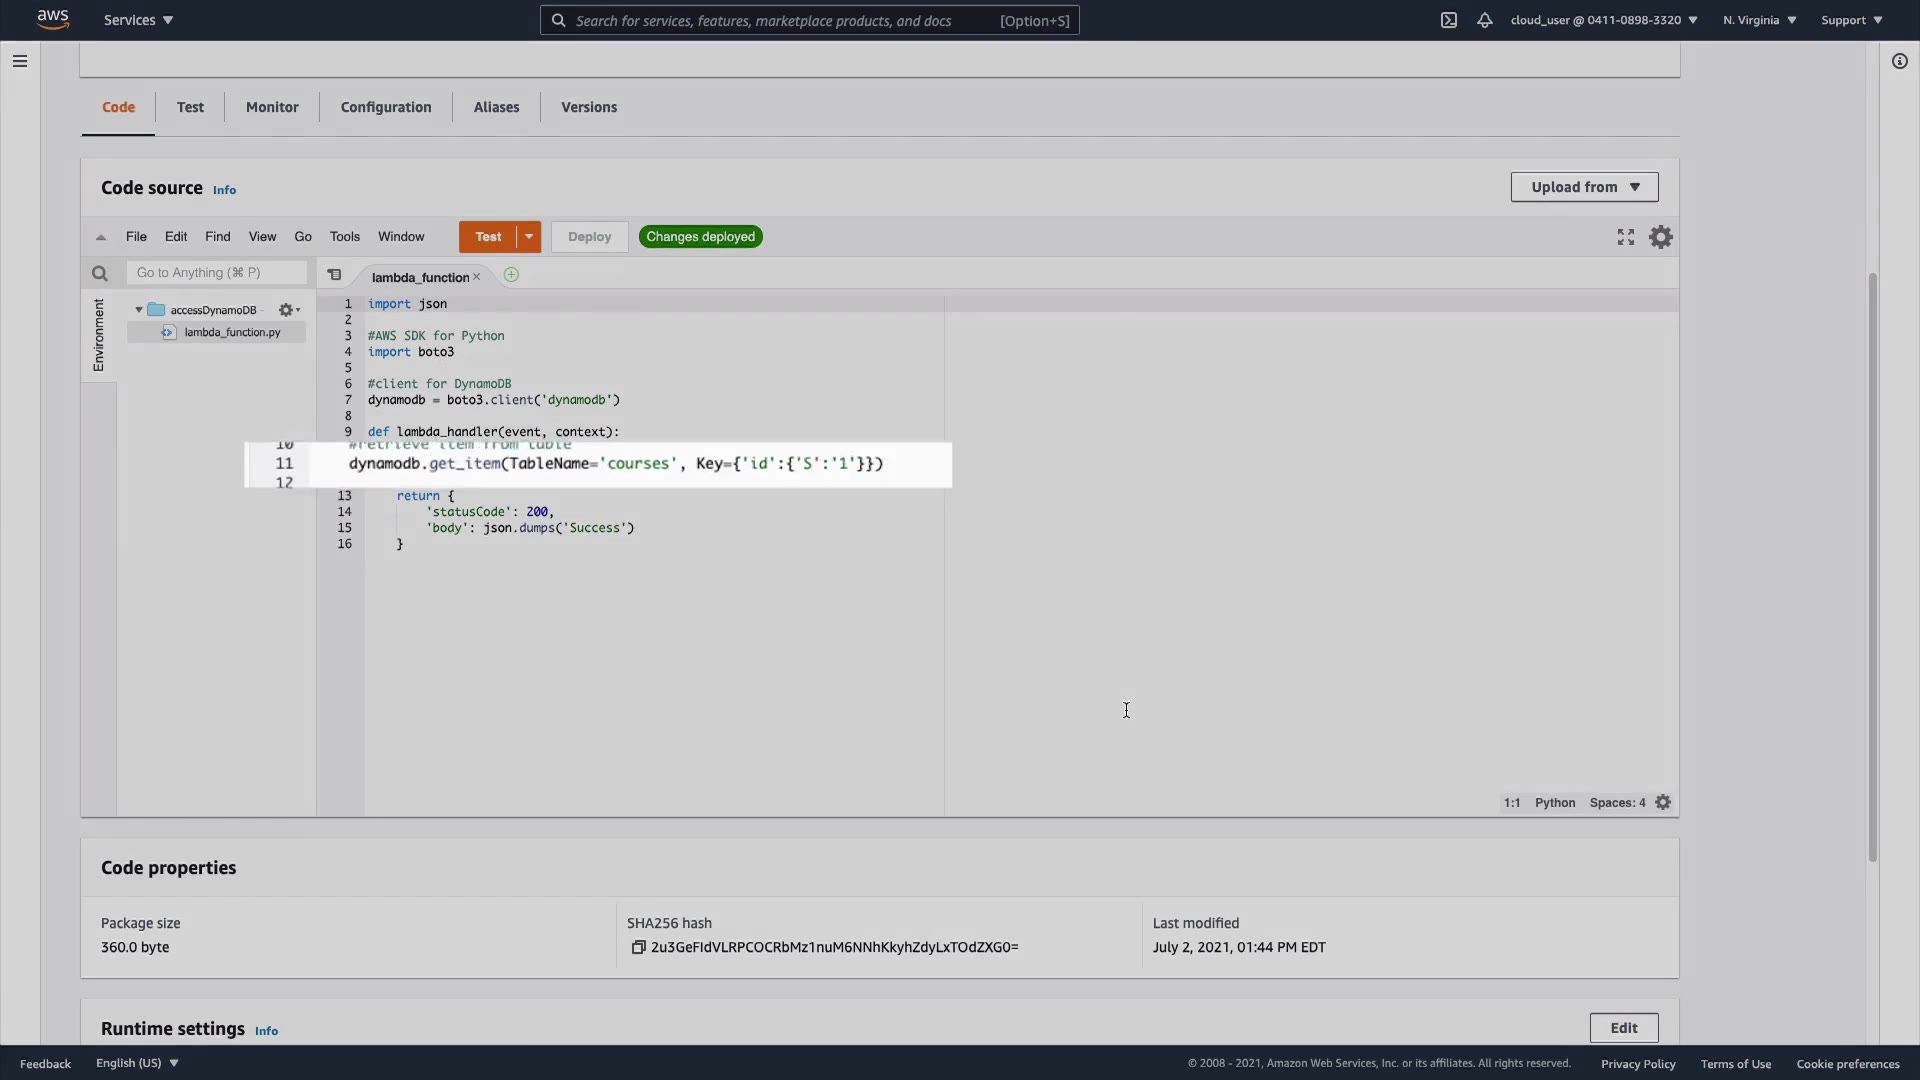 aws Services Search for services, features, marketplace products, and docs [Option+S] cloud_user @ 0411-0898-3320 N. Virginia Support
Code Test Monitor Configuration Aliases Versions
Code source Info Upload from
File Edit Find View Go Tools Window Test Deploy Changes deployed
Go to Anything (⌘ P) lambda_function
Environment
accessDynamoDB
lambda_function.py
1 import json
2
3 #AWS SDK for Python
4 import boto3
5
6 #client for DynamoDB
7 dynamodb = boto3.client('dynamodb')
8
9 def lambda_handler(event, context):
10 #retrieve item from table
11 dynamodb.get_item(TableName='courses', Key={'id':{'S':'1'}})
12
13 return {
14 'statusCode': 200,
15 'body': json.dumps('Success')
16 }
1:1 Python Spaces: 4
Code properties
Package size SHA256 hash Last modified
360.0 byte 2u3GeFIdVLRPCOCRbMz1nuM6NNhKkyhZdyLxTOdZXG0= July 2, 2021, 01:44 PM EDT
Runtime settings Info Edit
Feedback English (US) © 2008 - 2021, Amazon Web Services, Inc. or its affiliates. All rights reserved. Privacy Policy Terms of Use Cookie preferences